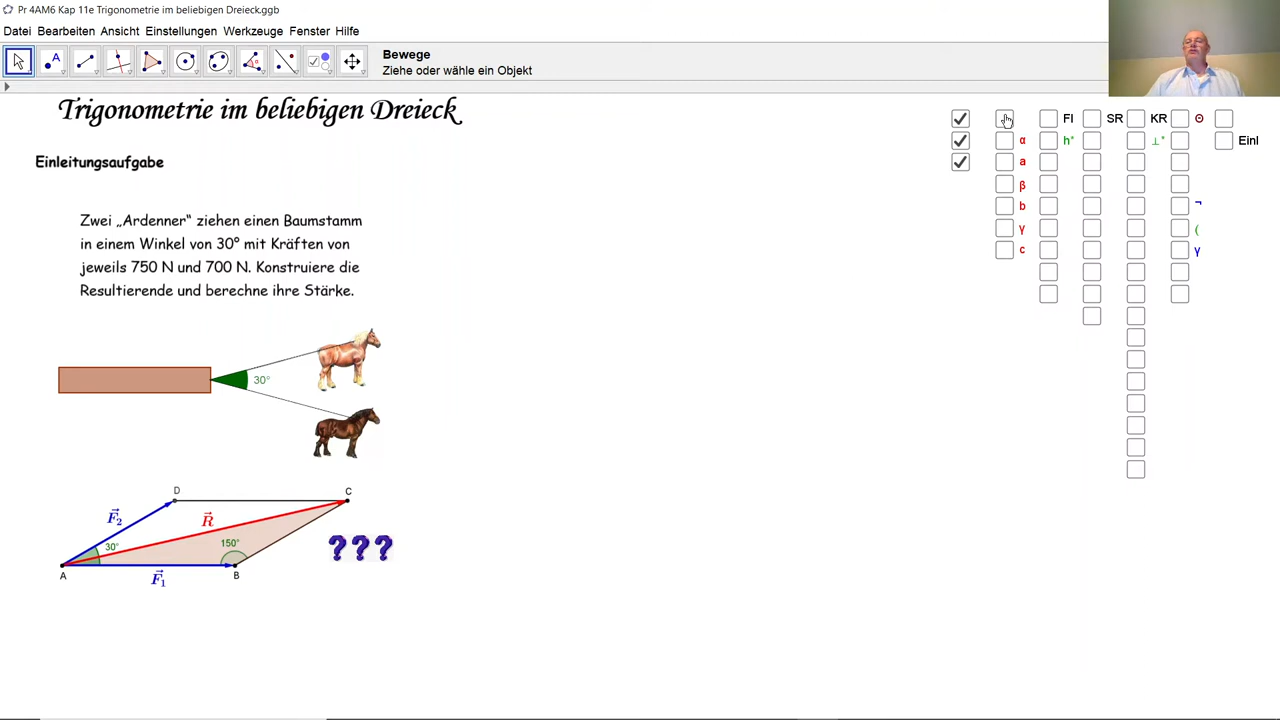 Pr 4AM6 Kap 11e Trigonometrie im beliebigen Dreieck.ggb
Datei Bearbeiten Ansicht Einstellungen Werkzeuge Fenster Hilfe
A
Bewege
Ziehe oder wähle ein Objekt
Trigonometrie im beliebigen Dreieck
Einleitungsaufgabe
Zwei „Ardenner“ ziehen einen Baumstamm
in einem Winkel von 30° mit Kräften von
jeweils 750 N und 700 N. Konstruiere die
Resultierende und berechne ihre Stärke.
30°
D
C
F₂
R
30°
150°
???
A
F₁
B
Fl SR KR ⊙
α h* ⊥* Einl
a
β
b ¬
γ (
c γ